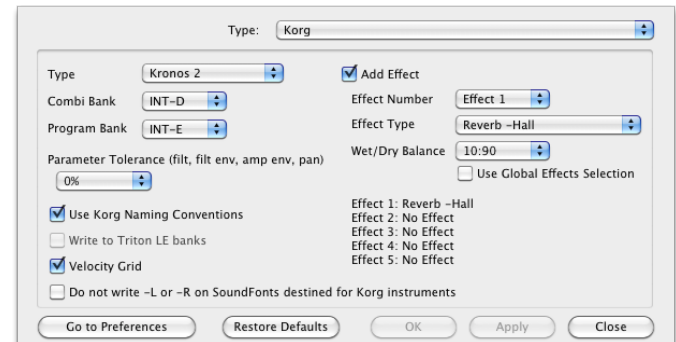 Type: Korg
Type Kronos 2
Combi Bank INT-D
Program Bank INT-E
Parameter Tolerance (filt, filt env, amp env, pan)
0%
Use Korg Naming Conventions
Write to Triton LE banks
Velocity Grid
Do not write -L or -R on SoundFonts destined for Korg instruments
Add Effect
Effect Number Effect 1
Effect Type Reverb -Hall
Wet/Dry Balance 10:90
Use Global Effects Selection
Effect 1: Reverb -Hall
Effect 2: No Effect
Effect 3: No Effect
Effect 4: No Effect
Effect 5: No Effect
Go to Preferences Restore Defaults OK Apply Close